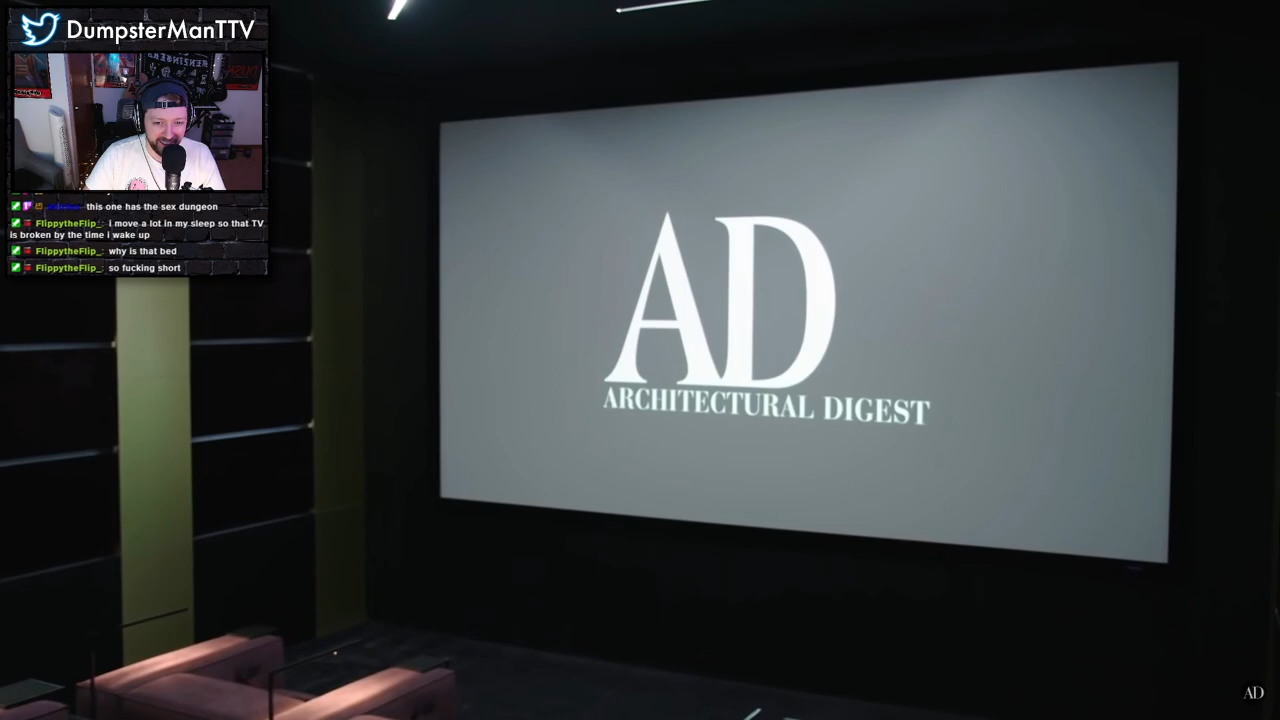 DumpsterManTTV
this one has the sex dungeon
FlippytheFlip_: i move a lot in my sleep so that TV
is broken by the time i wake up
FlippytheFlip_: why is that bed
FlippytheFlip_: so fucking short
AD
ARCHITECTURAL DIGEST
AD